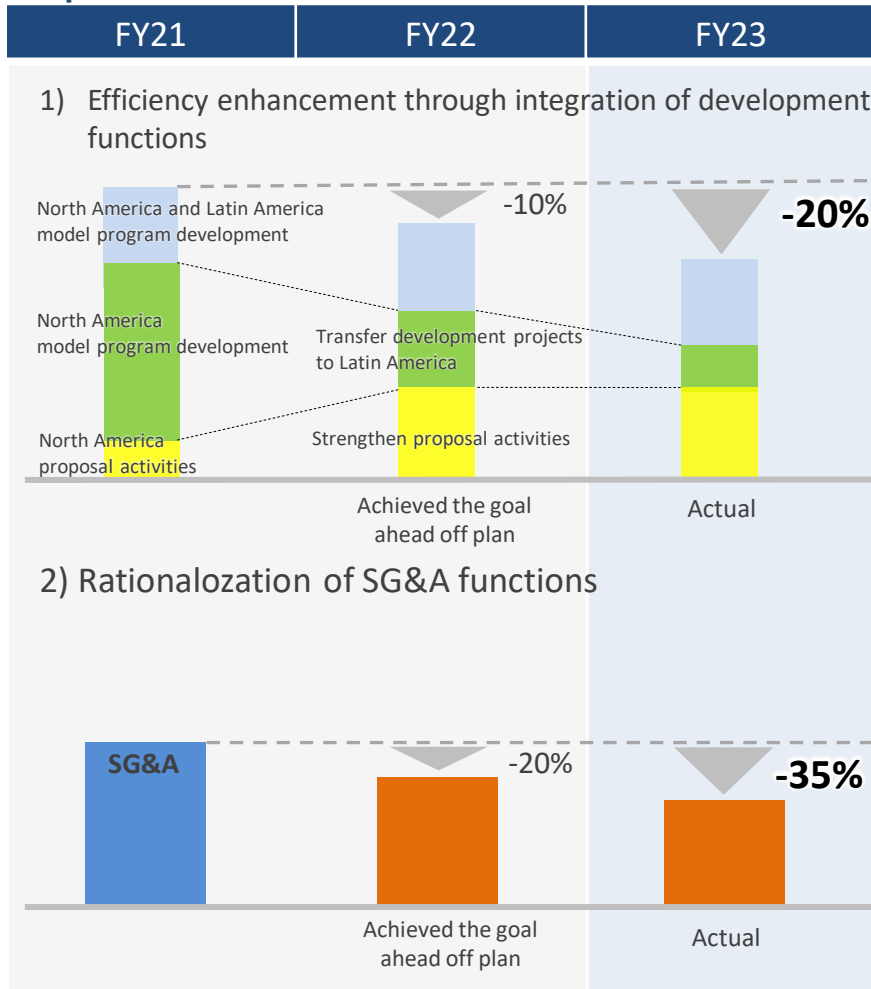 FY21
FY22
FY23
1) Efficiency enhancement through integration of development
functions
North America and Latin America
model program development
-10%
-20%
North America
model program development
Transfer development projects
to Latin America
North America
proposal activities
Strengthen proposal activities
Achieved the goal
ahead off plan
Actual
2) Rationalozation of SG&A functions
SG&A
-20%
-35%
Achieved the goal
ahead off plan
Actual